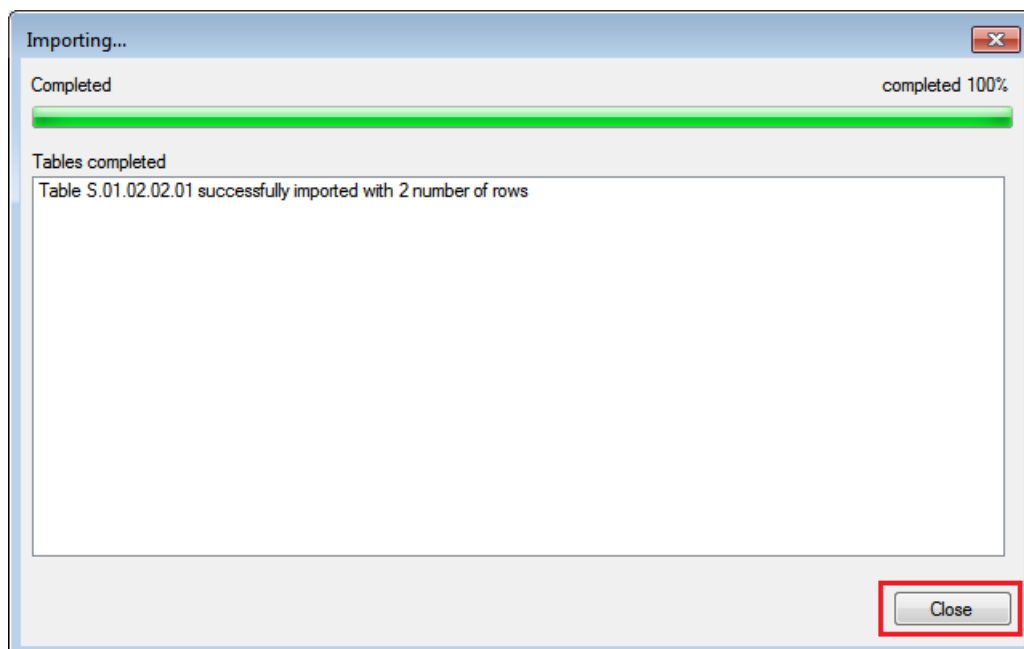 Importing...
Completed completed 100%
Tables completed
Table S.01.02.02.01 successfully imported with 2 number of rows
Close